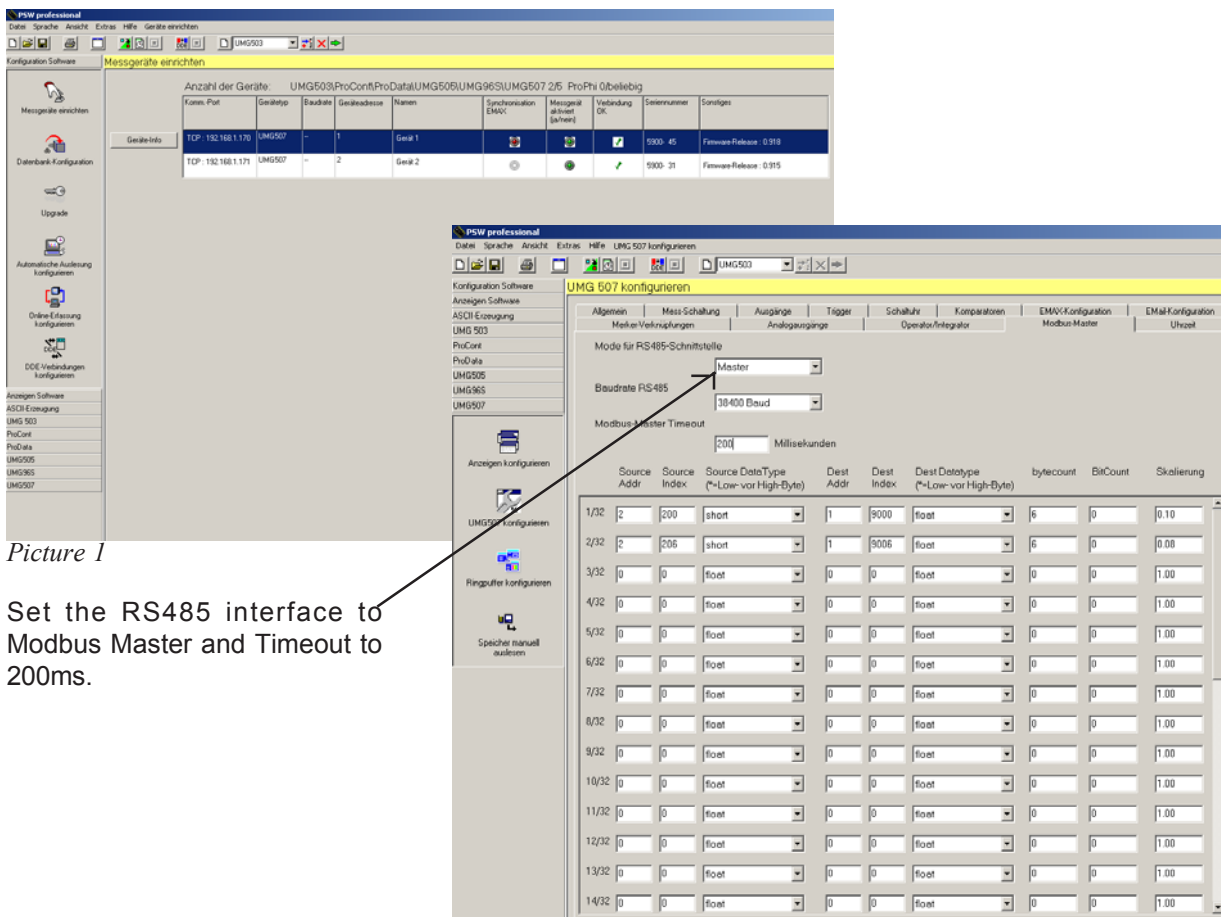 PSW professional
Datei Sprache Ansicht Extras Hilfe Geräte einrichten
UMG503
Konfiguration Software
Messgeräte einrichten
Messgeräte einrichten
Datenbank-Konfiguration
Upgrade
Automatische Auslesung
konfigurieren
Online-Erfassung
konfigurieren
DDE
DDE-Verbindungen
konfigurieren
Anzeigen Software
ASCII-Erzeugung
UMG 503
ProCont
ProData
UMG505
UMG96S
UMG507
Anzahl der Geräte: UMG503\ProCont\ProData\UMG505\UMG96S\UMG507 2/5 ProPhi 0/beliebig
Komm.-Port Gerätetyp Baudrate Geräteadresse Namen Synchronisation EMAX Messgerät aktiviert (ja/nein) Verbindung OK. Seriennummer Sonstiges
Geräte-Info
TCP : 192.168.1.170 UMG507 -- 1 Gerät 1 5900- 45 Firmware-Release : 0.918
TCP : 192.168.1.171 UMG507 -- 2 Gerät 2 5900- 31 Firmware-Release : 0.915
Picture 1
Set the RS485 interface to
Modbus Master and Timeout to
200ms.
PSW professional
Datei Sprache Ansicht Extras Hilfe UMG 507 konfigurieren
UMG503
Konfiguration Software
Anzeigen Software
ASCII-Erzeugung
UMG 503
ProCont
ProData
UMG505
UMG96S
UMG507
Anzeigen konfigurieren
UMG507 konfigurieren
Ringpuffer konfigurieren
Speicher manuell
auslesen
UMG 507 konfigurieren
Allgemein Mess-Schaltung Ausgänge Trigger Schaltuhr Komparatoren EMAX-Konfiguration EMail-Konfiguration
Merker-Verknüpfungen Analogausgänge Operator/Integrator Modbus-Master Uhrzeit
Mode für RS485-Schnittstelle
Master
Baudrate RS485
38400 Baud
Modbus-Master Timeout
200 Millisekunden
Source Source Source DataType Dest Dest Dest Datatype bytecount BitCount Skalierung
Addr Index (*=Low- vor High-Byte) Addr Index (*=Low- vor High-Byte)
1/32 2 200 short 1 9000 float 6 0 0.10
2/32 2 206 short 1 9006 float 6 0 0.08
3/32 0 0 float 0 0 float 0 0 1.00
4/32 0 0 float 0 0 float 0 0 1.00
5/32 0 0 float 0 0 float 0 0 1.00
6/32 0 0 float 0 0 float 0 0 1.00
7/32 0 0 float 0 0 float 0 0 1.00
8/32 0 0 float 0 0 float 0 0 1.00
9/32 0 0 float 0 0 float 0 0 1.00
10/32 0 0 float 0 0 float 0 0 1.00
11/32 0 0 float 0 0 float 0 0 1.00
12/32 0 0 float 0 0 float 0 0 1.00
13/32 0 0 float 0 0 float 0 0 1.00
14/32 0 0 float 0 0 float 0 0 1.00